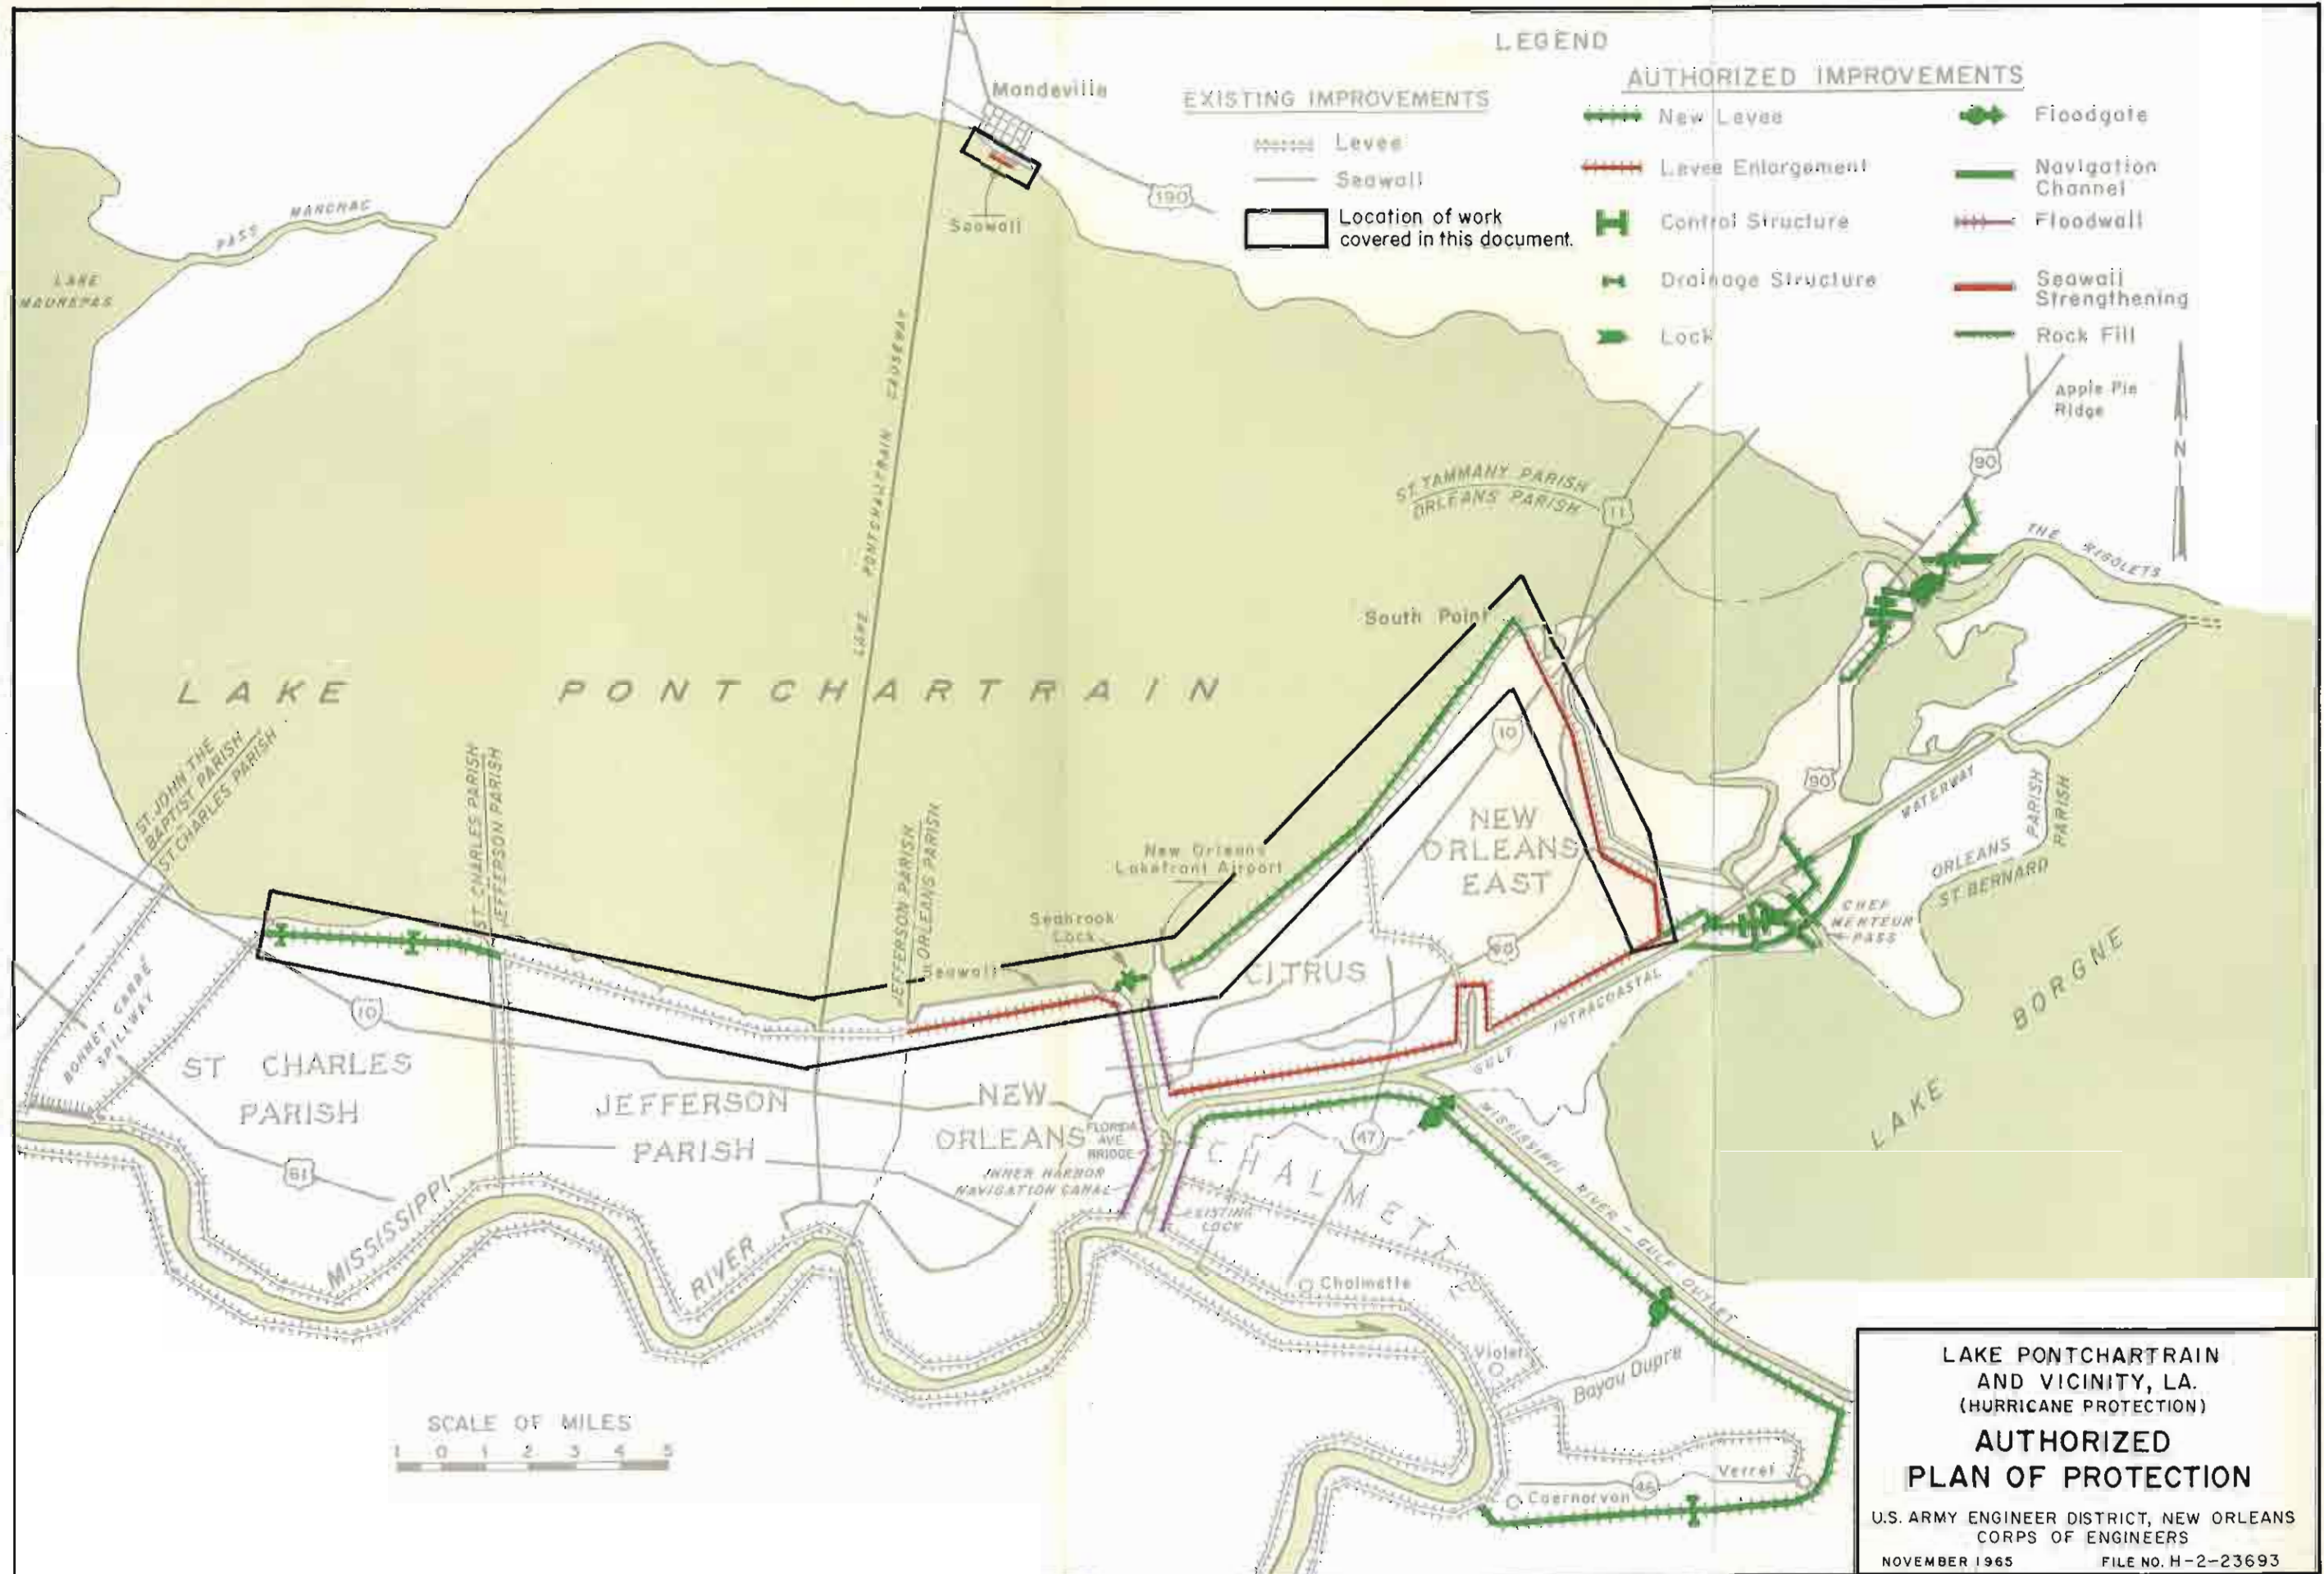 LEGEND
EXISTING IMPROVEMENTS
Levee
Seawall
Location of work
covered in this document.
AUTHORIZED IMPROVEMENTS
New Levee
Levee Enlargement
Control Structure
Drainage Structure
Lock
Floodgate
Navigation
Channel
Floodwall
Seawall
Strengthening
Rock Fill
Mandeville
190
Seawall
PASS MANCHAC
LAKE
MAUREPAS
LAKE PONTCHARTRAIN CAUSEWAY
Apple Pie
Ridge
N
90
ST. TAMMANY PARISH
ORLEANS PARISH
11
THE RIGOLETS
South Point
LAKE PONTCHARTRAIN
10
ST. JOHN THE
BAPTIST PARISH
ST. CHARLES PARISH
ST. CHARLES PARISH
JEFFERSON PARISH
JEFFERSON PARISH
ORLEANS PARISH
New Orleans
Lakefront Airport
Seabrook
Lock
Seawall
NEW
ORLEANS
EAST
90
WATERWAY
PARISH
PARISH
ORLEANS
ST. BERNARD
CHEF
MENTEUR
PASS
90
CITRUS
INTRACOASTAL
GULF
LAKE BORGNE
BONNET CARRE
SPILLWAY
10
ST CHARLES
PARISH
61
JEFFERSON
PARISH
NEW
ORLEANS
FLORIDA
AVE
BRIDGE
INNER HARBOR
NAVIGATION CANAL
EXISTING
LOCK
47
CHALMETTE
MISSISSIPPI RIVER - GULF OUTLET
MISSISSIPPI RIVER
Chalmette
Violet
Bayou Dupre
Verret
46
Caernarvon
SCALE OF MILES
1 0 1 2 3 4 5
LAKE PONTCHARTRAIN
AND VICINITY, LA.
(HURRICANE PROTECTION)
AUTHORIZED
PLAN OF PROTECTION
U.S. ARMY ENGINEER DISTRICT, NEW ORLEANS
CORPS OF ENGINEERS
NOVEMBER 1965 FILE NO. H-2-23693